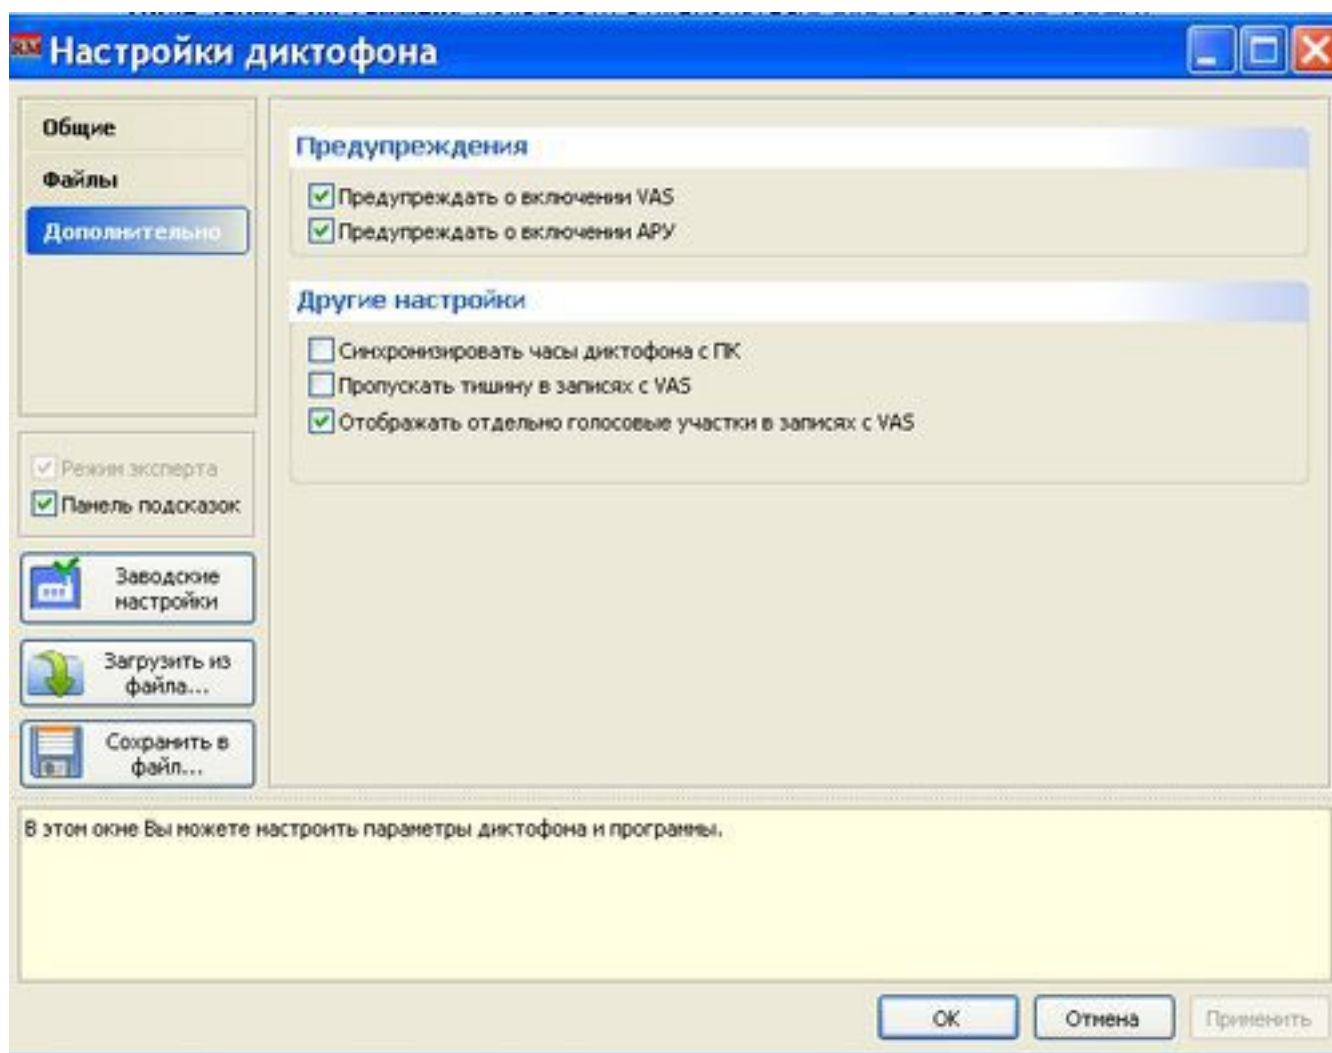 RM Настройки диктофона
Общие
Файлы
Дополнительно
Предупреждения
Предупреждать о включении VAS
Предупреждать о включении АРУ
Другие настройки
Синхронизировать часы диктофона с ПК
Пропускать тишину в записях с VAS
Отображать отдельно голосовые участки в записях с VAS
Режим эксперта
Панель подсказок
Заводские
настройки
Загрузить из
файла...
Сохранить в
файл...
В этом окне Вы можете настроить параметры диктофона и программы.
OK
Отмена
Применить